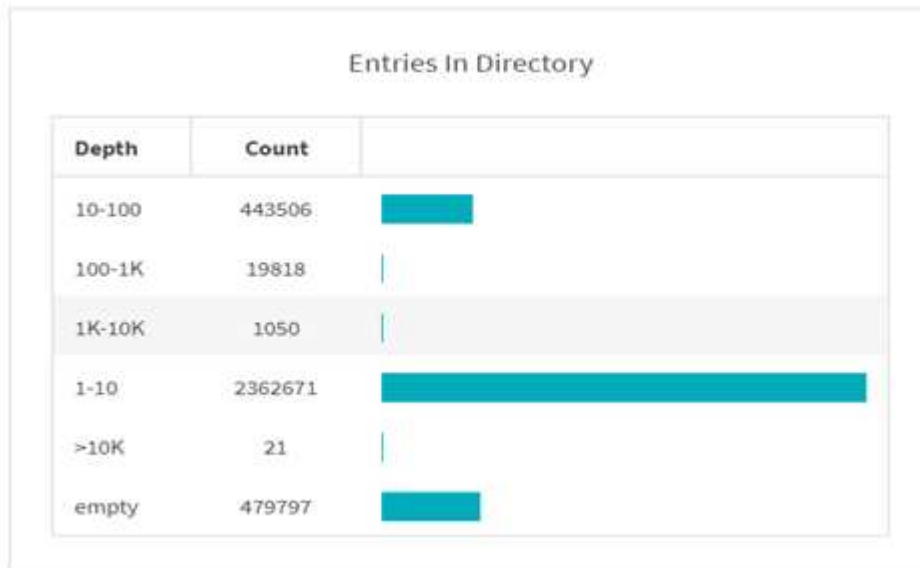 Entries In Directory
Depth Count
10-100 443506
100-1K 19818
1K-10K 1050
1-10 2362671
>10K 21
empty 479797